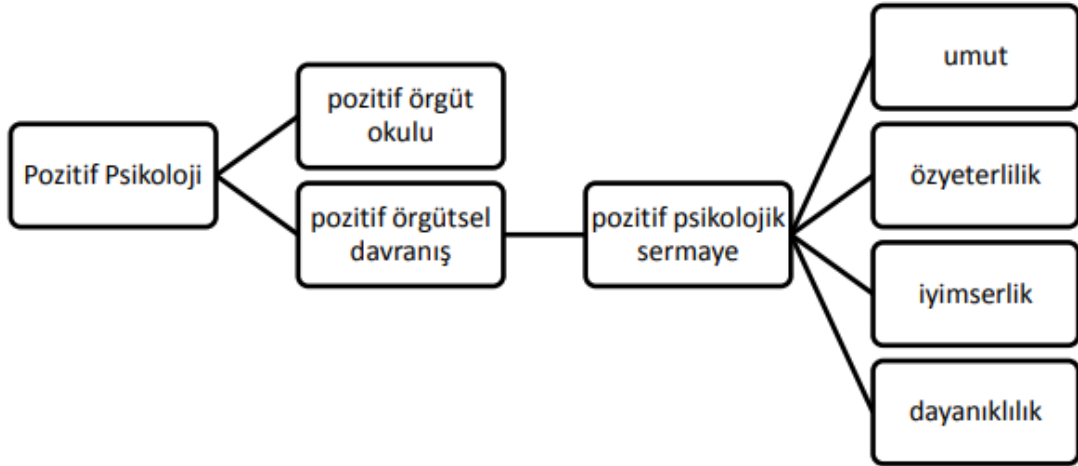 Pozitif Psikoloji
pozitif örgüt
okulu
pozitif örgütsel
davranış
pozitif psikolojik
sermaye
umut
özyeterlilik
iyimserlik
dayanıklılık